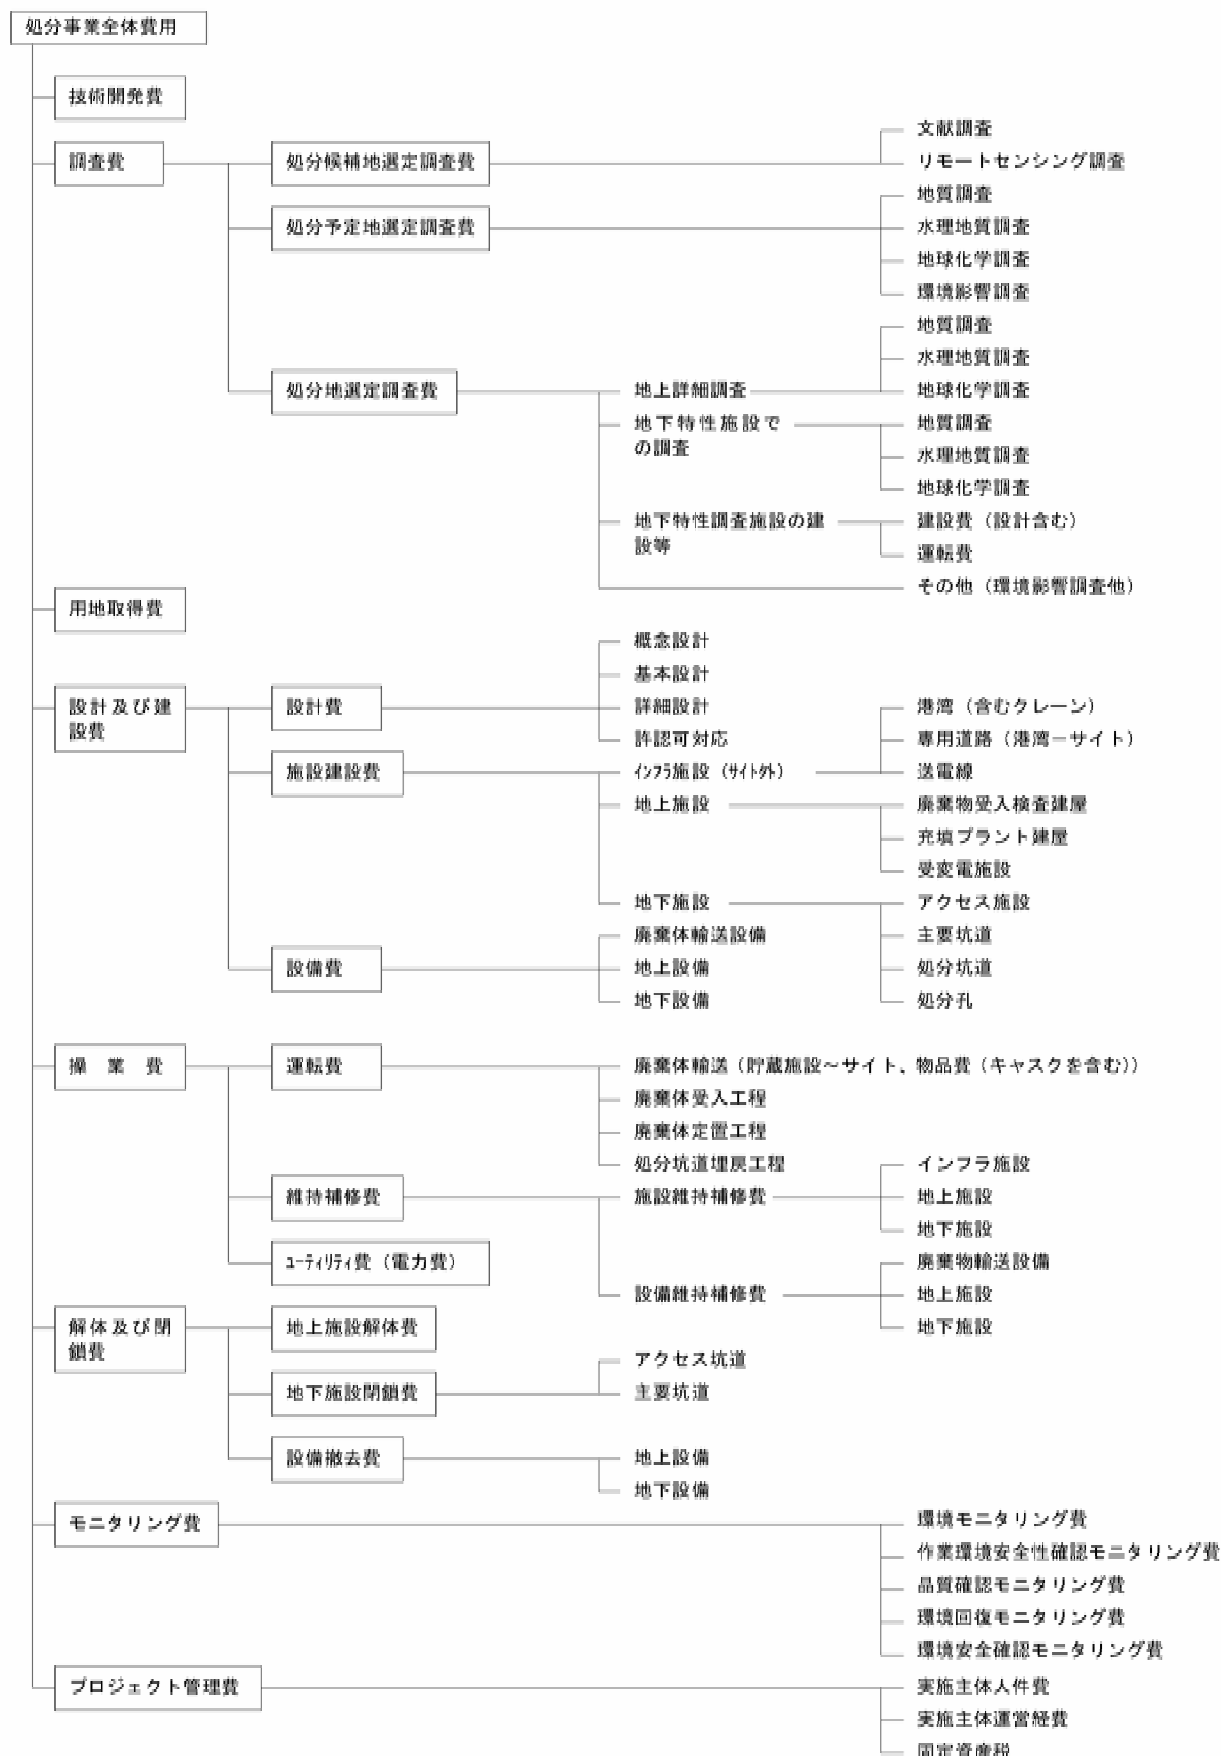 処分事業全体費用
技術開発費
文献調査
調査費
処分候補地選定調査費
リモートセンシング調査
地質調査
処分予定地選定調査費
水理地質調査
地球化学調査
環境影響調査
地質調査
水理地質調査
処分地選定調査費
地上詳細調査
地球化学調査
地下特性施設で
の調査
地質調査
水理地質調査
地球化学調査
地下特性調査施設の建
設等
建設費（設計含む）
運転費
その他（環境影響調査他）
用地取得費
概念設計
基本設計
設計及び建
設費
設計費
詳細設計
港湾（含むクレーン）
許認可対応
専用道路（港湾－サイト）
施設建設費
ｲﾝﾌﾗ施設（ｻｲﾄ外）
送電線
地上施設
廃棄物受入検査建屋
充填プラント建屋
受変電施設
地下施設
アクセス施設
廃棄体輸送設備
主要坑道
設備費
地上設備
処分坑道
地下設備
処分孔
操　業　費
運転費
廃棄体輸送（貯蔵施設～サイト、物品費（キャスクを含む））
廃棄体受入工程
廃棄体定置工程
処分坑道埋戻工程
インフラ施設
維持補修費
施設維持補修費
地上施設
地下施設
ﾕｰﾃｨﾘﾃｨ費（電力費）
廃棄物輸送設備
設備維持補修費
地上施設
解体及び閉
鎖費
地上施設解体費
地下施設
アクセス坑道
地下施設閉鎖費
主要坑道
設備撤去費
地上設備
地下設備
モニタリング費
環境モニタリング費
作業環境安全性確認モニタリング費
品質確認モニタリング費
環境回復モニタリング費
環境安全確認モニタリング費
プロジェクト管理費
実施主体人件費
実施主体運営経費
固定資産税